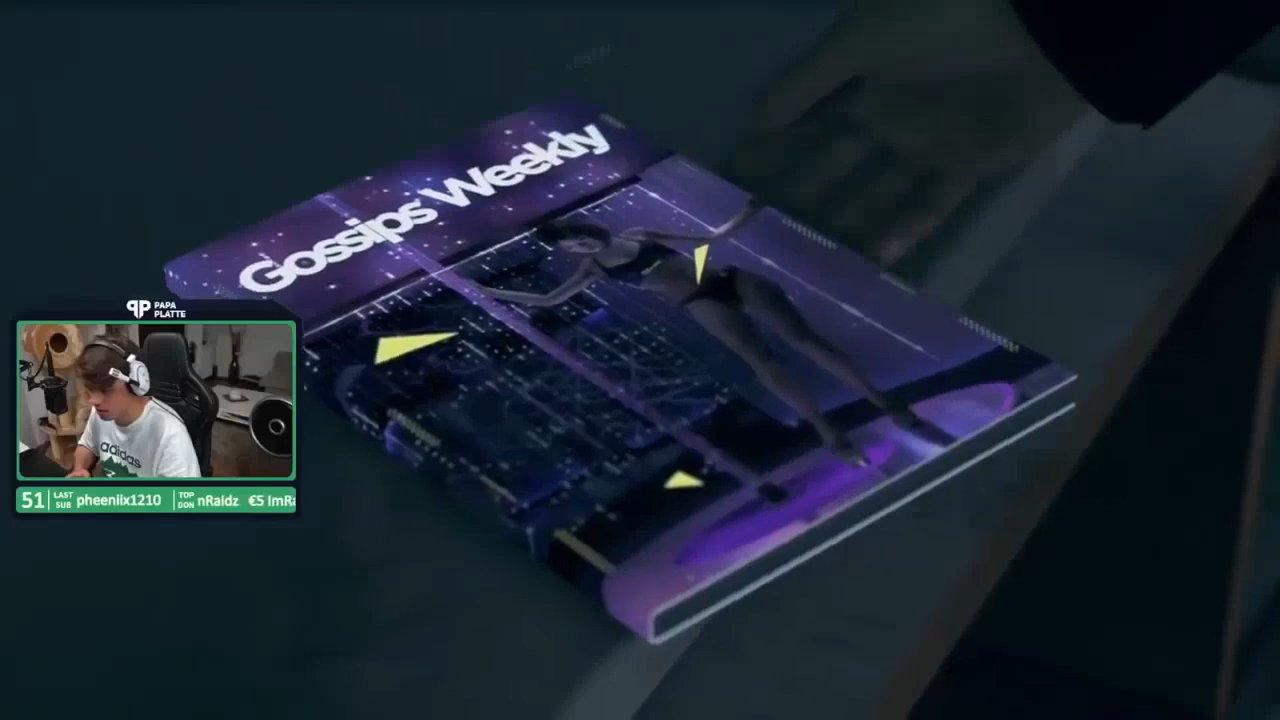 Gossips Weekly
PAPA
PLATTE
adidas
51 LAST SUB pheeniix1210 TOP DON nRaidz €5 ImRa